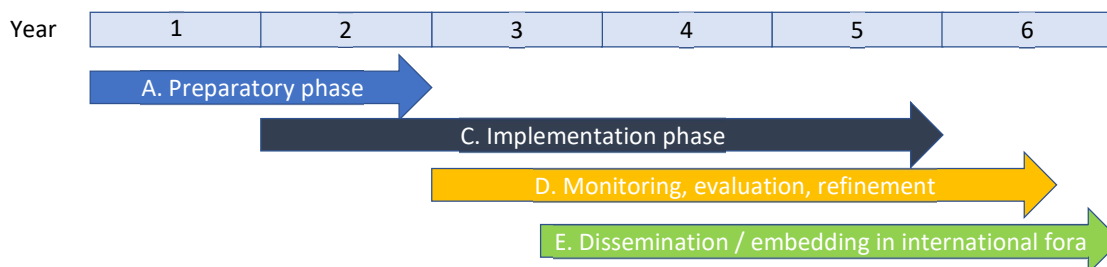 Year 1 2 3 4 5 6
A. Preparatory phase
C. Implementation phase
D. Monitoring, evaluation, refinement
E. Dissemination / embedding in international fora